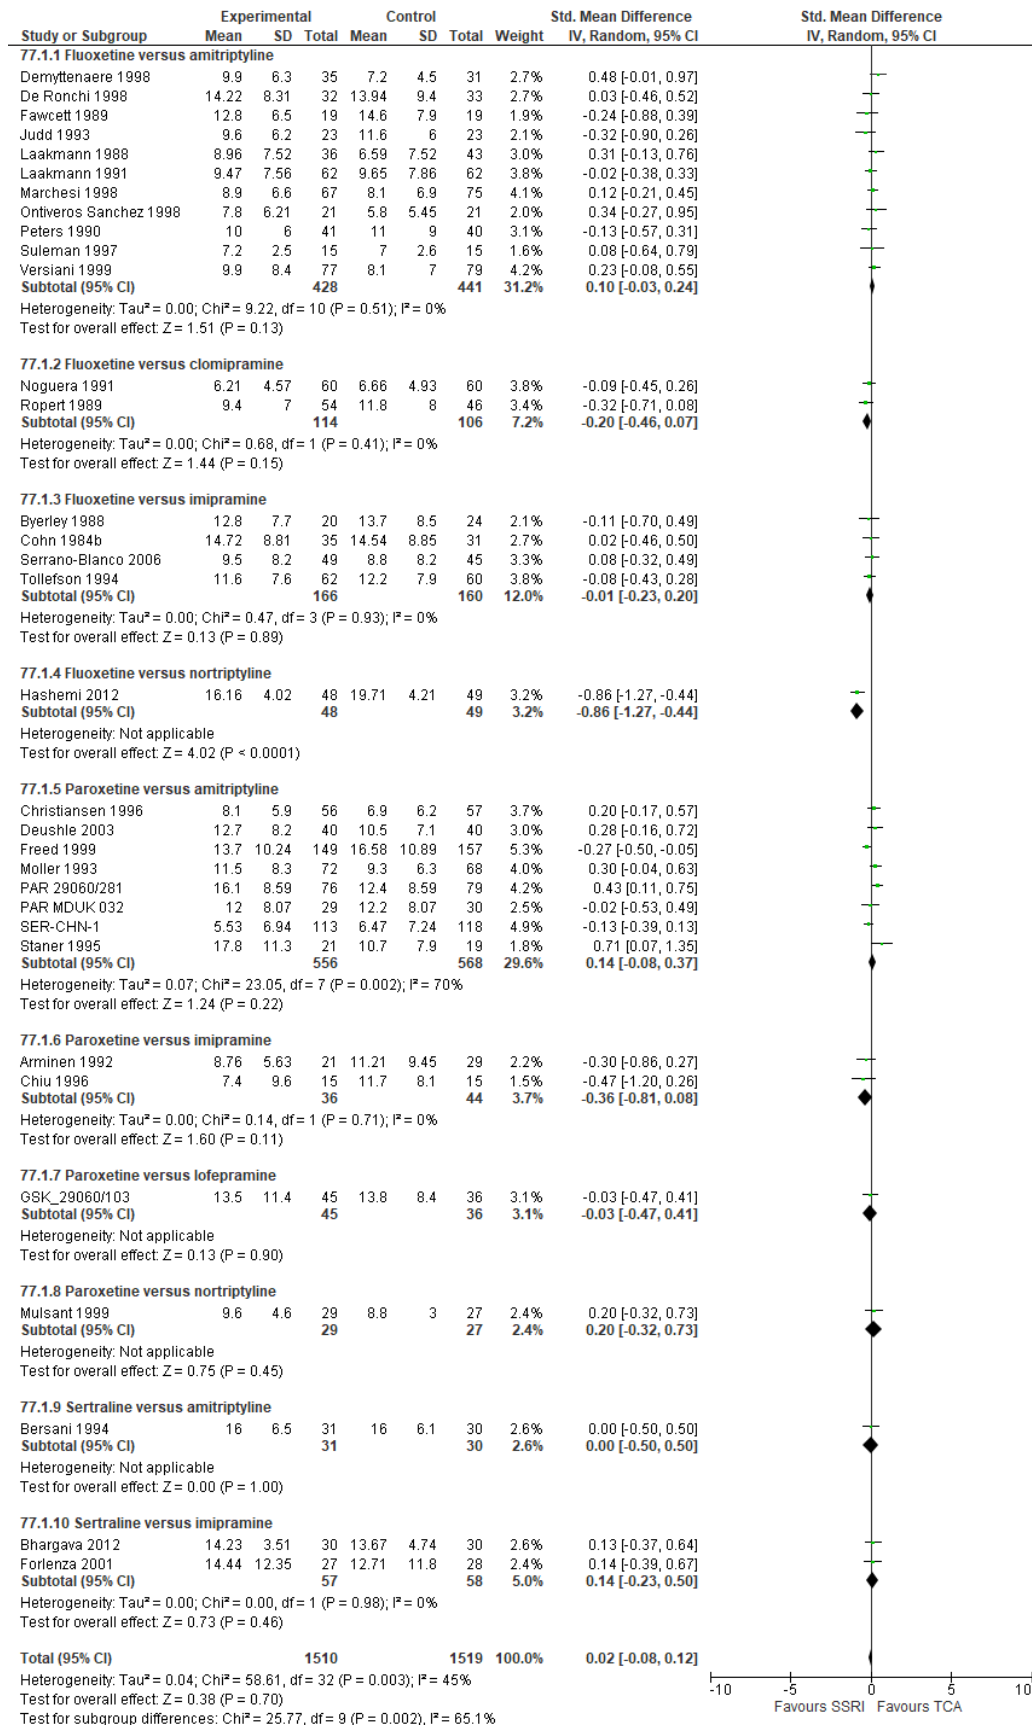 Experimental Control Std. Mean Difference Std. Mean Difference
Study or Subgroup Mean SD Total Mean SD Total Weight IV, Random, 95% CI IV, Random, 95% CI
77.1.1 Fluoxetine versus amitriptyline
Demyttenaere 1998 9.9 6.3 35 7.2 4.5 31 2.7% 0.48 [-0.01, 0.97]
De Ronchi 1998 14.22 8.31 32 13.94 9.4 33 2.7% 0.03 [-0.46, 0.52]
Fawcett 1989 12.8 6.5 19 14.6 7.9 19 1.9% -0.24 [-0.88, 0.39]
Judd 1993 9.6 6.2 23 11.6 6 23 2.1% -0.32 [-0.90, 0.26]
Laakmann 1988 8.96 7.52 36 6.59 7.52 43 3.0% 0.31 [-0.13, 0.76]
Laakmann 1991 9.47 7.56 62 9.65 7.86 62 3.8% -0.02 [-0.38, 0.33]
Marchesi 1998 8.9 6.6 67 8.1 6.9 75 4.1% 0.12 [-0.21, 0.45]
Ontiveros Sanchez 1998 7.8 6.21 21 5.8 5.45 21 2.0% 0.34 [-0.27, 0.95]
Peters 1990 10 6 41 11 9 40 3.1% -0.13 [-0.57, 0.31]
Suleman 1997 7.2 2.5 15 7 2.6 15 1.6% 0.08 [-0.64, 0.79]
Versiani 1999 9.9 8.4 77 8.1 7 79 4.2% 0.23 [-0.08, 0.55]
Subtotal (95% CI) 428 441 31.2% 0.10 [-0.03, 0.24]
Heterogeneity: Tau² = 0.00; Chi² = 9.22, df = 10 (P = 0.51); I² = 0%
Test for overall effect: Z = 1.51 (P = 0.13)
77.1.2 Fluoxetine versus clomipramine
Noguera 1991 6.21 4.57 60 6.66 4.93 60 3.8% -0.09 [-0.45, 0.26]
Ropert 1989 9.4 7 54 11.8 8 46 3.4% -0.32 [-0.71, 0.08]
Subtotal (95% CI) 114 106 7.2% -0.20 [-0.46, 0.07]
Heterogeneity: Tau² = 0.00; Chi² = 0.68, df = 1 (P = 0.41); I² = 0%
Test for overall effect: Z = 1.44 (P = 0.15)
77.1.3 Fluoxetine versus imipramine
Byerley 1988 12.8 7.7 20 13.7 8.5 24 2.1% -0.11 [-0.70, 0.49]
Cohn 1984b 14.72 8.81 35 14.54 8.85 31 2.7% 0.02 [-0.46, 0.50]
Serrano-Blanco 2006 9.5 8.2 49 8.8 8.2 45 3.3% 0.08 [-0.32, 0.49]
Tollefson 1994 11.6 7.6 62 12.2 7.9 60 3.8% -0.08 [-0.43, 0.28]
Subtotal (95% CI) 166 160 12.0% -0.01 [-0.23, 0.20]
Heterogeneity: Tau² = 0.00; Chi² = 0.47, df = 3 (P = 0.93); I² = 0%
Test for overall effect: Z = 0.13 (P = 0.89)
77.1.4 Fluoxetine versus nortriptyline
Hashemi 2012 16.16 4.02 48 19.71 4.21 49 3.2% -0.86 [-1.27, -0.44]
Subtotal (95% CI) 48 49 3.2% -0.86 [-1.27, -0.44]
Heterogeneity: Not applicable
Test for overall effect: Z = 4.02 (P < 0.0001)
77.1.5 Paroxetine versus amitriptyline
Christiansen 1996 8.1 5.9 56 6.9 6.2 57 3.7% 0.20 [-0.17, 0.57]
Deushle 2003 12.7 8.2 40 10.5 7.1 40 3.0% 0.28 [-0.16, 0.72]
Freed 1999 13.7 10.24 149 16.58 10.89 157 5.3% -0.27 [-0.50, -0.05]
Moller 1993 11.5 8.3 72 9.3 6.3 68 4.0% 0.30 [-0.04, 0.63]
PAR 29060/281 16.1 8.59 76 12.4 8.59 79 4.2% 0.43 [0.11, 0.75]
PAR MDUK 032 12 8.07 29 12.2 8.07 30 2.6% -0.02 [-0.53, 0.49]
SER-CHN-1 5.53 6.94 113 6.47 7.24 118 4.9% -0.13 [-0.39, 0.13]
Staner 1995 17.8 11.3 21 10.7 7.9 19 1.8% 0.71 [0.07, 1.35]
Subtotal (95% CI) 556 568 29.6% 0.14 [-0.08, 0.37]
Heterogeneity: Tau² = 0.07; Chi² = 23.05, df = 7 (P = 0.002); I² = 70%
Test for overall effect: Z = 1.24 (P = 0.22)
77.1.6 Paroxetine versus imipramine
Arminen 1992 8.76 5.63 21 11.21 9.45 29 2.2% -0.30 [-0.86, 0.27]
Chiu 1996 7.4 9.6 15 11.7 8.1 15 1.5% -0.47 [-1.20, 0.26]
Subtotal (95% CI) 36 44 3.7% -0.36 [-0.81, 0.08]
Heterogeneity: Tau² = 0.00; Chi² = 0.14, df = 1 (P = 0.71); I² = 0%
Test for overall effect: Z = 1.60 (P = 0.11)
77.1.7 Paroxetine versus lofepramine
GSK_29060/103 13.5 11.4 45 13.8 8.4 36 3.1% -0.03 [-0.47, 0.41]
Subtotal (95% CI) 45 36 3.1% -0.03 [-0.47, 0.41]
Heterogeneity: Not applicable
Test for overall effect: Z = 0.13 (P = 0.90)
77.1.8 Paroxetine versus nortriptyline
Mulsant 1999 9.6 4.6 29 8.8 3 27 2.4% 0.20 [-0.32, 0.73]
Subtotal (95% CI) 29 27 2.4% 0.20 [-0.32, 0.73]
Heterogeneity: Not applicable
Test for overall effect: Z = 0.75 (P = 0.45)
77.1.9 Sertraline versus amitriptyline
Bersani 1994 16 6.5 31 16 6.1 30 2.6% 0.00 [-0.50, 0.50]
Subtotal (95% CI) 31 30 2.6% 0.00 [-0.50, 0.50]
Heterogeneity: Not applicable
Test for overall effect: Z = 0.00 (P = 1.00)
77.1.10 Sertraline versus imipramine
Bhargava 2012 14.23 3.51 30 13.67 4.74 30 2.6% 0.13 [-0.37, 0.64]
Forlenza 2001 14.44 12.35 27 12.71 11.8 28 2.4% 0.14 [-0.39, 0.67]
Subtotal (95% CI) 57 58 5.0% 0.14 [-0.23, 0.50]
Heterogeneity: Tau² = 0.00; Chi² = 0.00, df = 1 (P = 0.98); I² = 0%
Test for overall effect: Z = 0.73 (P = 0.46)
Total (95% CI) 1510 1519 100.0% 0.02 [-0.08, 0.12]
Heterogeneity: Tau² = 0.04; Chi² = 58.61, df = 32 (P = 0.003); I² = 45%
Test for overall effect: Z = 0.38 (P = 0.70)
Test for subgroup differences: Chi² = 25.77, df = 9 (P = 0.002), I² = 65.1%
-10 -5 0 5 10
Favours SSRI Favours TCA